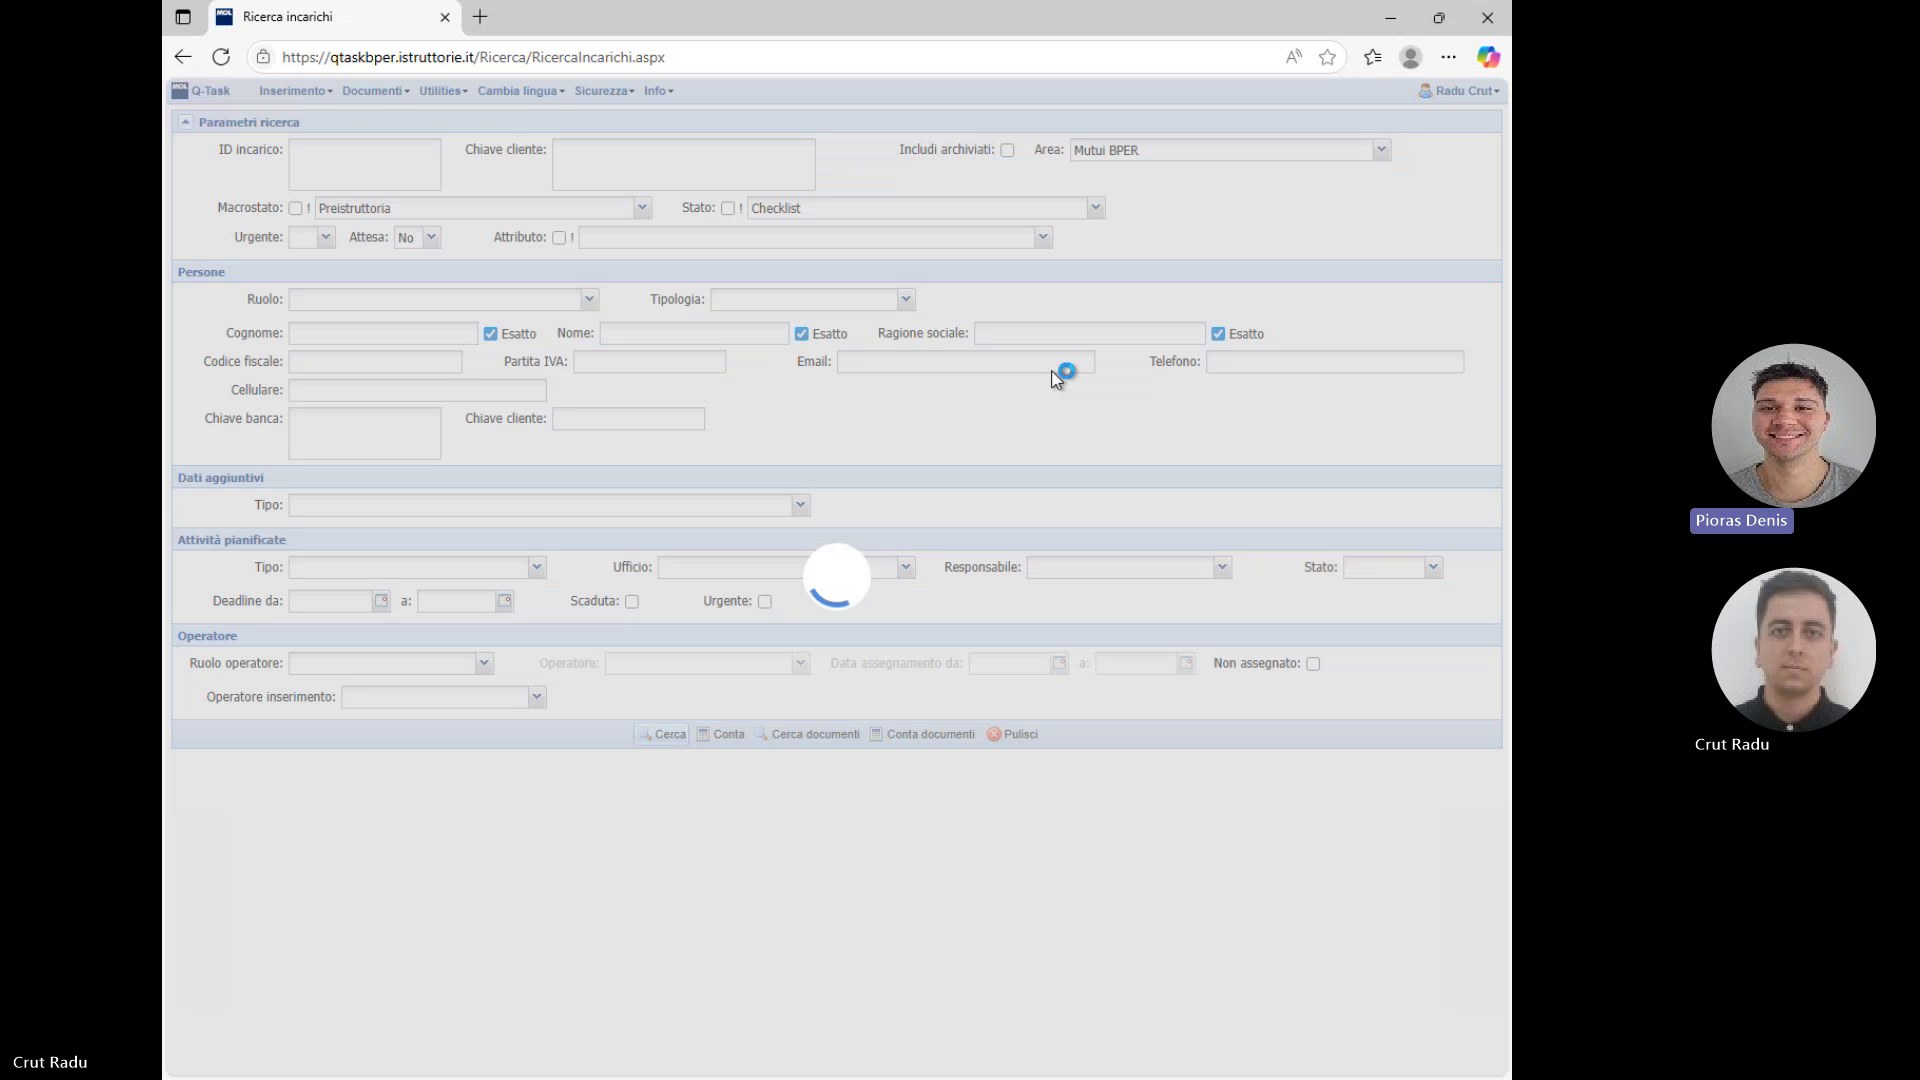 Ricerca incarichi
https://qtaskbper.istruttorie.it/Ricerca/RicercaIncarichi.aspx
MOL Q-Task Inserimento Documenti Utilities Cambia lingua Sicurezza Info Radu Crut
Parametri ricerca
ID incarico: Chiave cliente: Includi archiviati: Area: Mutui BPER
Macrostato: ! Preistruttoria Stato: ! Checklist
Urgente: Attesa: No Attributo: !
Persone
Ruolo: Tipologia:
Cognome: Esatto Nome: Esatto Ragione sociale: Esatto
Codice fiscale: Partita IVA: Email: Telefono:
Cellulare:
Chiave banca: Chiave cliente:
Dati aggiuntivi
Tipo:
Attività pianificate
Tipo: Ufficio: Responsabile: Stato:
Deadline da: a: Scaduta: Urgente:
Operatore
Ruolo operatore: Operatore: Data assegnamento da: a: Non assegnato:
Operatore inserimento:
Cerca Conta Cerca documenti Conta documenti Pulisci
Pioras Denis
Crut Radu
Crut Radu